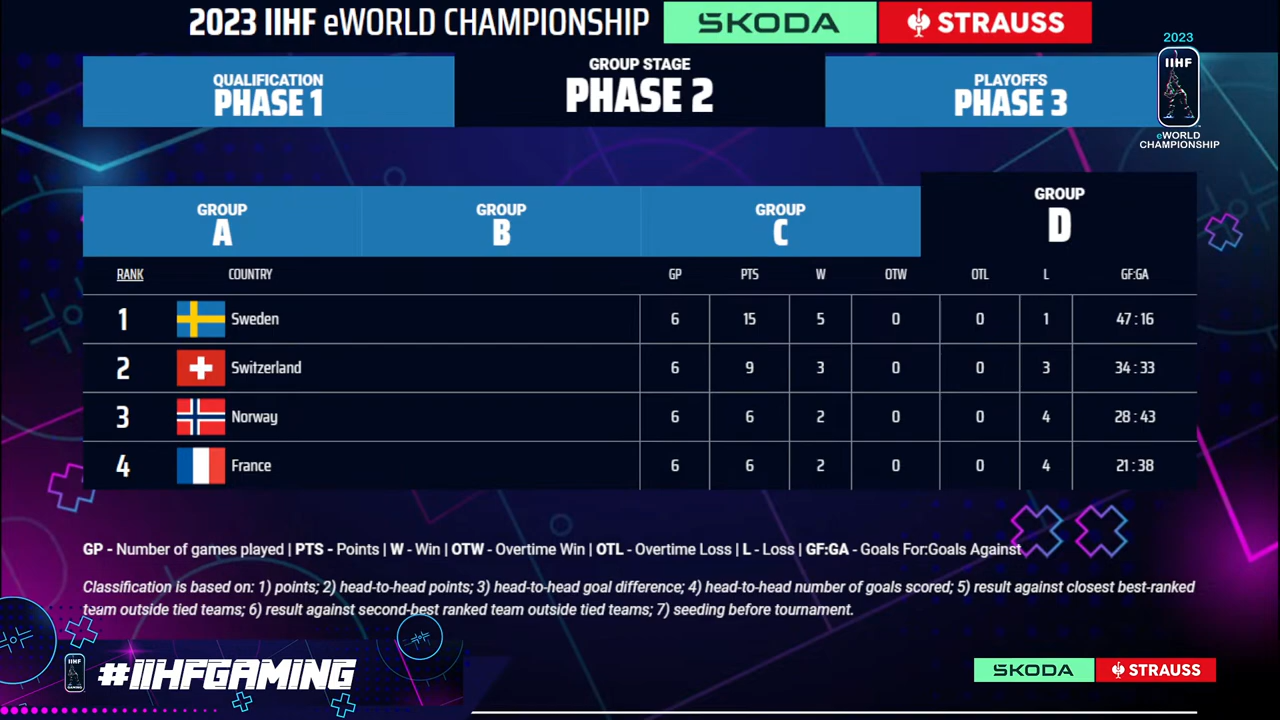 2023 IIHF eWORLD CHAMPIONSHIP ŠKODA STRAUSS
2023
IIHF
eWORLD
CHAMPIONSHIP
QUALIFICATION
PHASE 1
GROUP STAGE
PHASE 2
PLAYOFFS
PHASE 3
GROUP
A
GROUP
B
GROUP
C
GROUP
D
RANK COUNTRY GP PTS W OTW OTL L GF:GA
1 Sweden 6 15 5 0 0 1 47:16
2 Switzerland 6 9 3 0 0 3 34:33
3 Norway 6 6 2 0 0 4 28:43
4 France 6 6 2 0 0 4 21:38
GP - Number of games played | PTS - Points | W - Win | OTW - Overtime Win | OTL - Overtime Loss | L - Loss | GF:GA - Goals For:Goals Against
Classification is based on: 1) points; 2) head-to-head points; 3) head-to-head goal difference; 4) head-to-head number of goals scored; 5) result against closest best-ranked
team outside tied teams; 6) result against second-best ranked team outside tied teams; 7) seeding before tournament.
IIHF
GAMING
#IIHFGAMING
ŠKODA STRAUSS